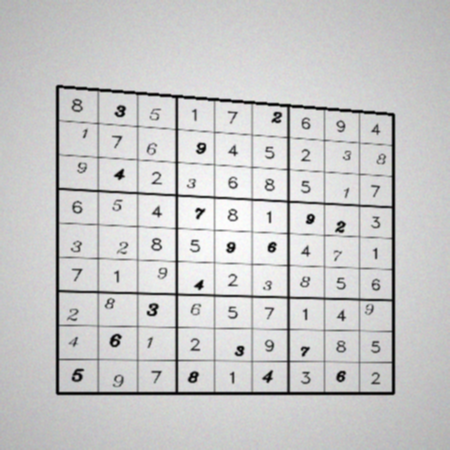 8 3 5 1 7 2 6 9 4
1 7 6 9 4 5 2 3 8
9 4 2 3 6 8 5 1 7
6 5 4 7 8 1 9 2 3
3 2 8 5 9 6 4 7 1
7 1 9 4 2 3 8 5 6
2 8 3 6 5 7 1 4 9
4 6 1 2 3 9 7 8 5
5 9 7 8 1 4 3 6 2